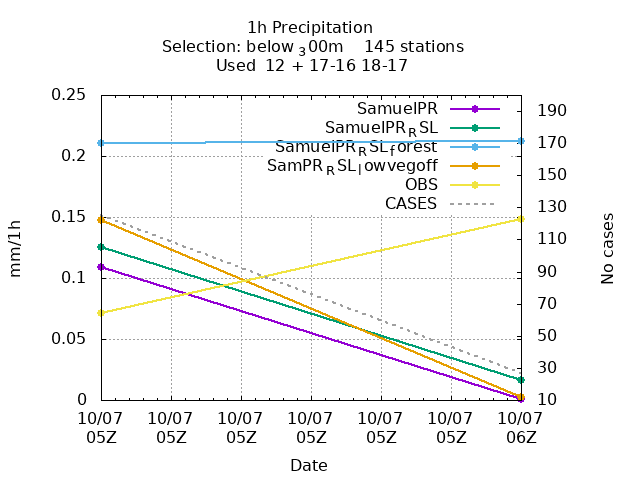 1h Precipitation
Selection: below ₃00m 145 stations
Used 12 + 17-16 18-17
0.25
0.2
0.15
0.1
0.05
0
mm/1h
SamuelPR
SamuelPRRSL
SamuelPRRSLforest
SamPRRSLlowvegoff
OBS
CASES
190
170
150
130
110
90
70
50
30
10
No cases
10/07 10/07 10/07 10/07 10/07 10/07 10/07
05Z 05Z 05Z 05Z 05Z 05Z 06Z
Date